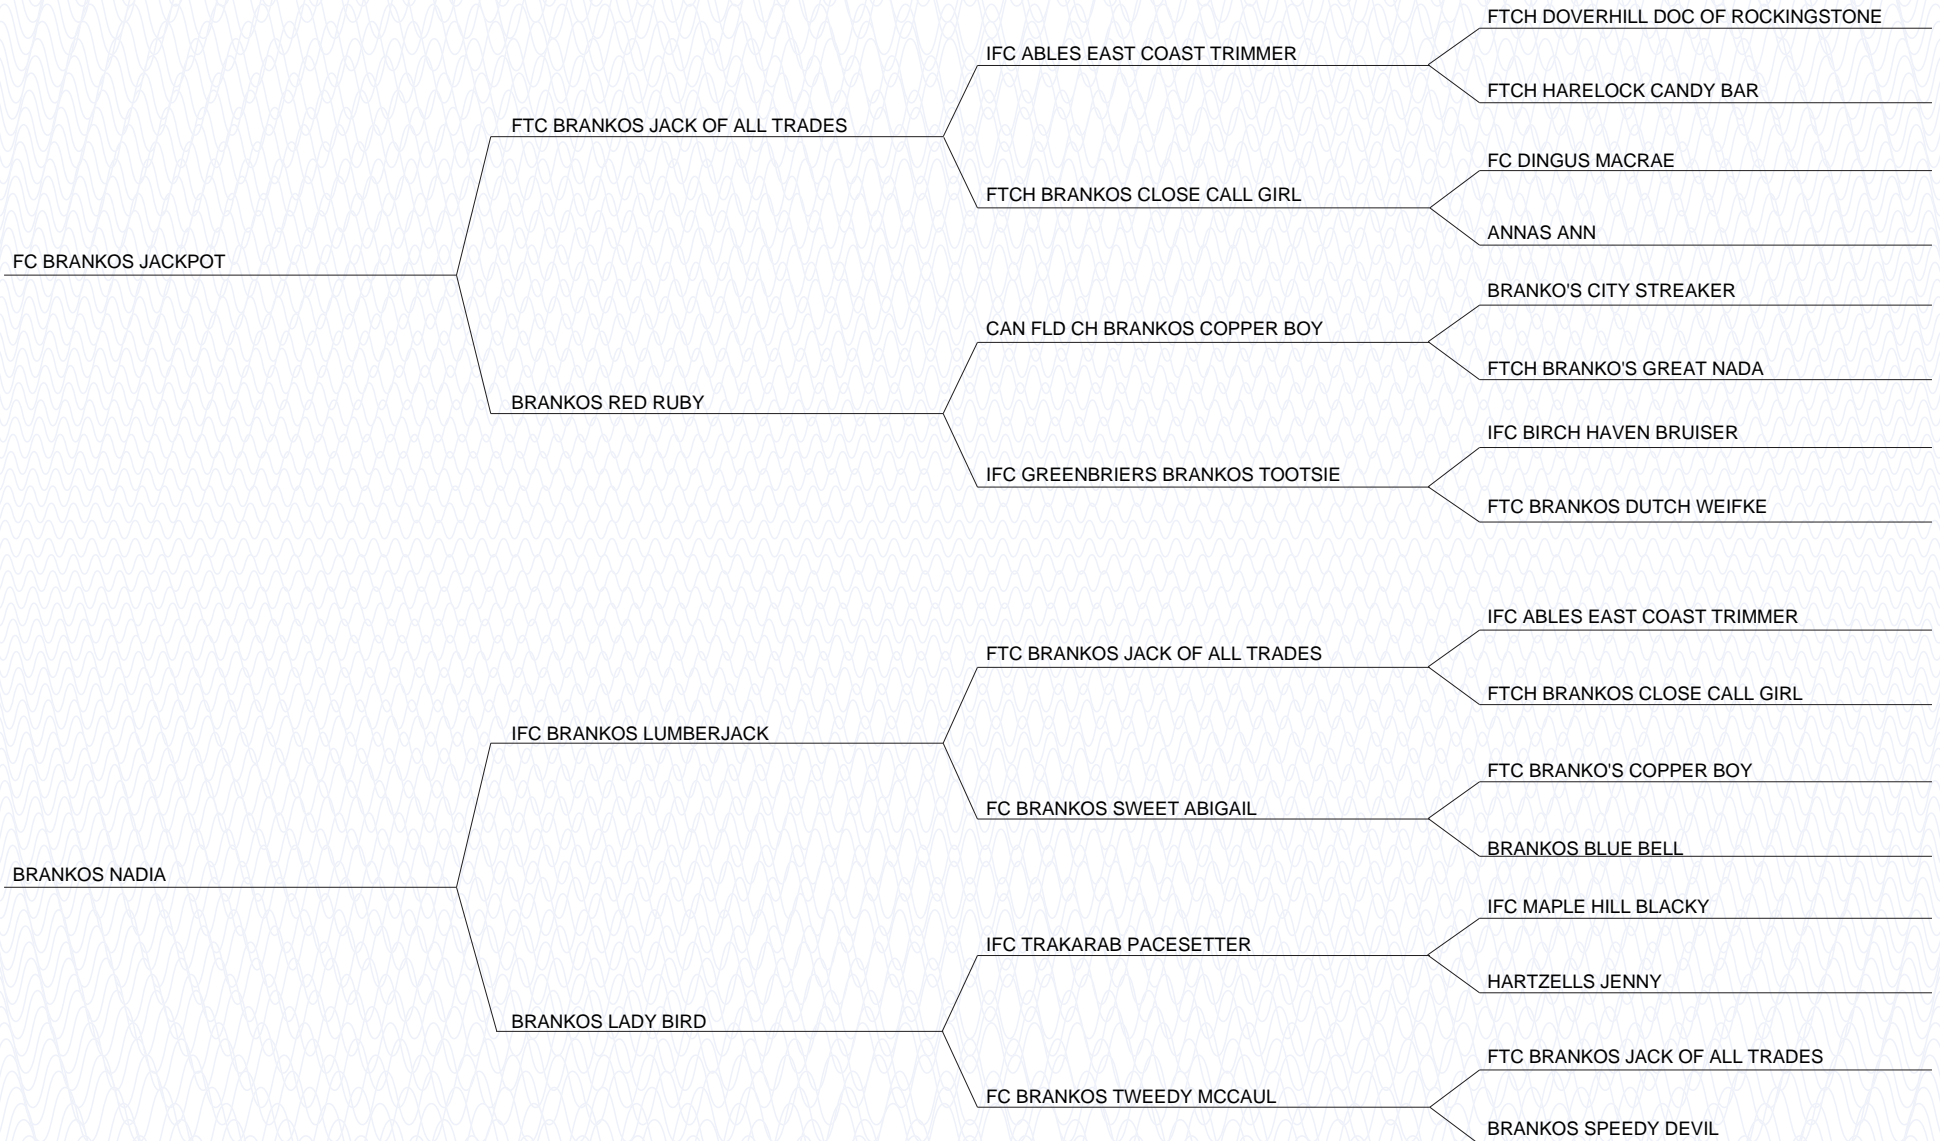 FTCH DOVERHILL DOC OF ROCKINGSTONE
IFC ABLES EAST COAST TRIMMER
FTCH HARELOCK CANDY BAR
FTC BRANKOS JACK OF ALL TRADES
FC DINGUS MACRAE
FTCH BRANKOS CLOSE CALL GIRL
ANNAS ANN
FC BRANKOS JACKPOT
BRANKO'S CITY STREAKER
CAN FLD CH BRANKOS COPPER BOY
FTCH BRANKO'S GREAT NADA
BRANKOS RED RUBY
IFC BIRCH HAVEN BRUISER
IFC GREENBRIERS BRANKOS TOOTSIE
FTC BRANKOS DUTCH WEIFKE
IFC ABLES EAST COAST TRIMMER
FTC BRANKOS JACK OF ALL TRADES
FTCH BRANKOS CLOSE CALL GIRL
IFC BRANKOS LUMBERJACK
FTC BRANKO'S COPPER BOY
FC BRANKOS SWEET ABIGAIL
BRANKOS BLUE BELL
BRANKOS NADIA
IFC MAPLE HILL BLACKY
IFC TRAKARAB PACESETTER
HARTZELLS JENNY
BRANKOS LADY BIRD
FTC BRANKOS JACK OF ALL TRADES
FC BRANKOS TWEEDY MCCAUL
BRANKOS SPEEDY DEVIL